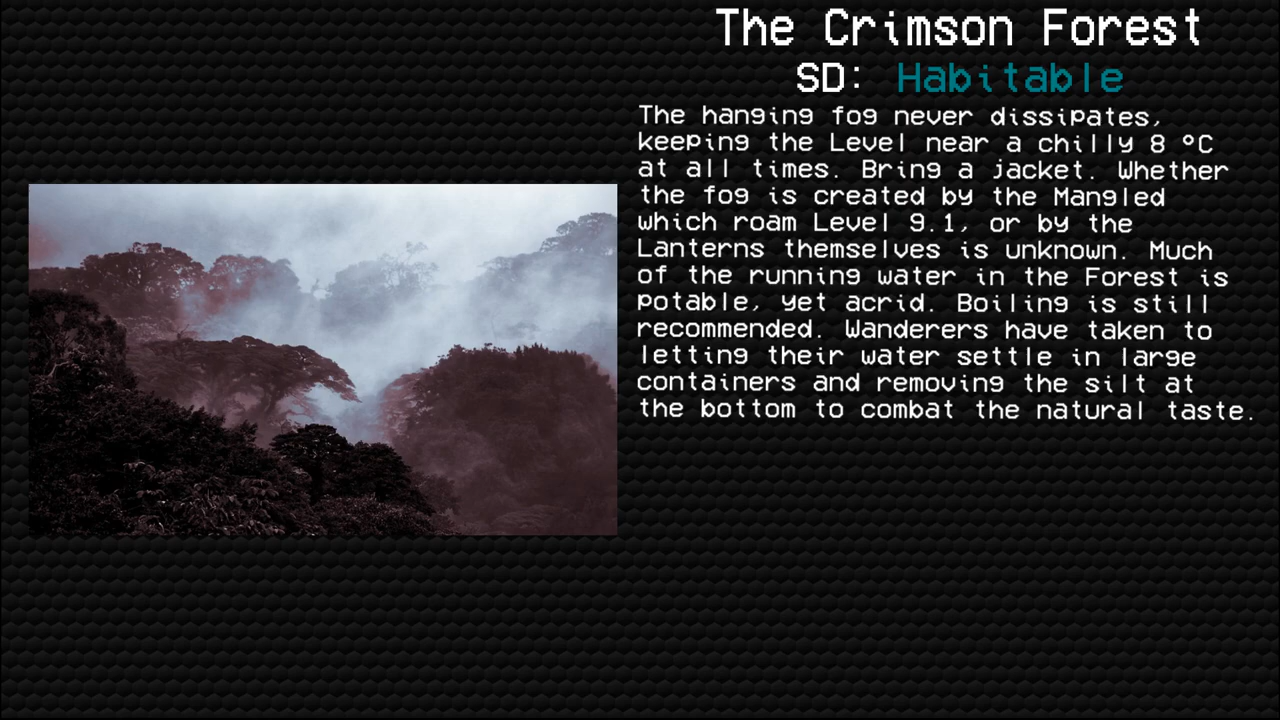 The Crimson Forest
SD: Habitable
The hanging fog never dissipates,
keeping the Level near a chilly 8 °C
at all times. Bring a jacket. Whether
the fog is created by the Mangled
which roam Level 9.1, or by the
Lanterns themselves is unknown. Much
of the running water in the Forest is
potable, yet acrid. Boiling is still
recommended. Wanderers have taken to
letting their water settle in large
containers and removing the silt at
the bottom to combat the natural taste.